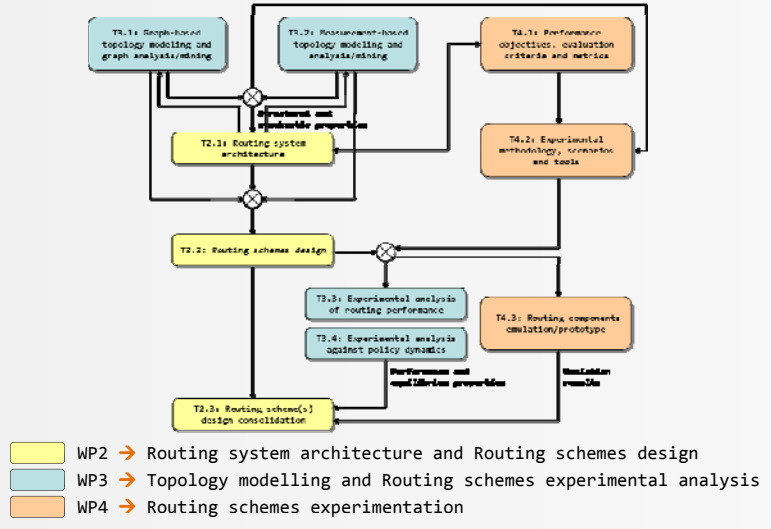 T3.1: Graph-based
topology modeling and
graph analysis/mining
T3.2: Measurement-based
topology modeling and
analysis/mining
T4.1: Performance
objectives, evaluation
criteria and metrics
Structural and
properties
T2.1: Routing system
architecture
T4.2: Experimental
methodology, scenarios
and tools
T2.2: Routing schemes design
T3.3: Experimental analysis
of routing performance
T4.3: Routing components
emulation/prototype
T3.4: Experimental analysis
against policy dynamics
Performance and
equilibrium properties
Emulation
results
T2.3: Routing scheme(s)
design consolidation
WP2 → Routing system architecture and Routing schemes design
WP3 → Topology modelling and Routing schemes experimental analysis
WP4 → Routing schemes experimentation